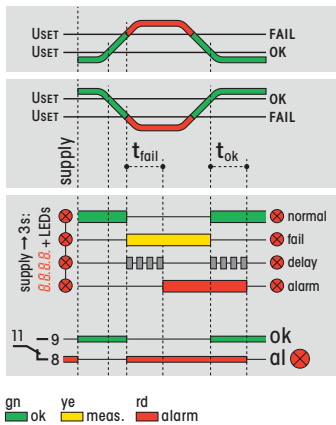 USET FAIL
USET OK
USET OK
USET FAIL
supply
tfail tok
supply → 3s:
8.8.8.8. + LEDs
normal
fail
delay
alarm
11 9 ok
8 al
gn ye rd
ok meas. alarm